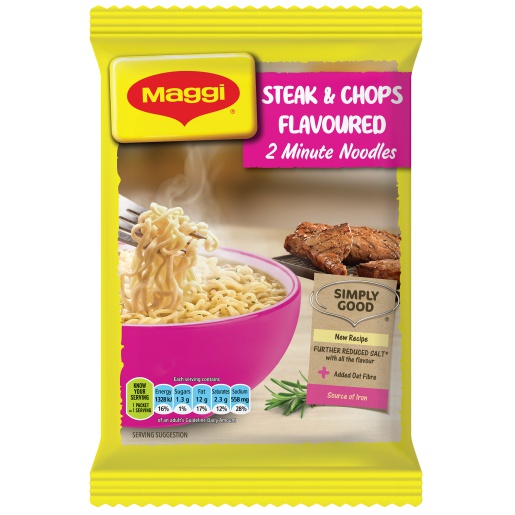 Maggi
®
STEAK & CHOPS
FLAVOURED
2 Minute Noodles
SIMPLY
GOOD
New Recipe
FURTHER REDUCED SALT*
with all the flavour
+ Added Oat Fibre
Source of Iron
Each serving contains
KNOW
YOUR
SERVING
1 PACKET
= 1 SERVING
Energy Sugars Fat Saturates Sodium
1328kJ 1.3 g 12 g 2.3 g 558 mg
16% 1% 17% 12% 28%
of an adult's Guideline Daily Amount
SERVING SUGGESTION